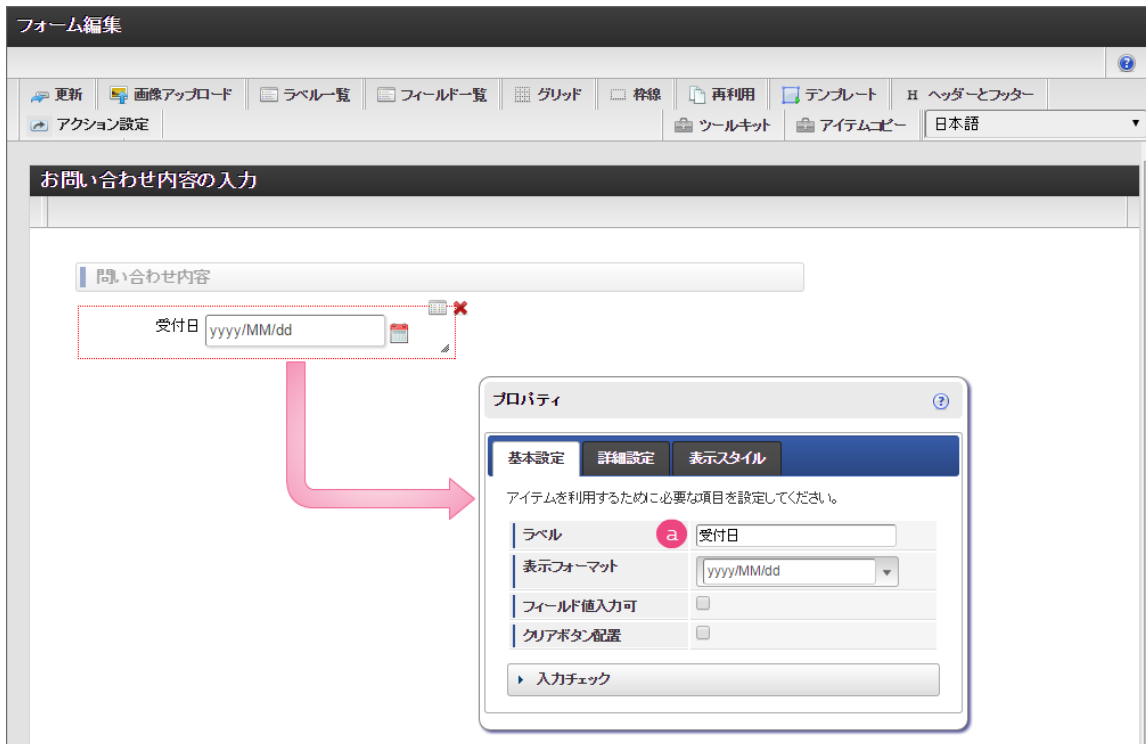 フォーム編集
更新 画像アップロード ラベル一覧 フィールド一覧 グリッド 枠線 再利用 テンプレート H ヘッダーとフッター
アクション設定 ツールキット アイテムコピー 日本語
お問い合わせ内容の入力
問い合わせ内容
受付日 yyyy/MM/dd
プロパティ
基本設定 詳細設定 表示スタイル
アイテムを利用するために必要な項目を設定してください。
ラベル a 受付日
表示フォーマット yyyy/MM/dd
フィールド値入力可
クリアボタン配置
入力チェック